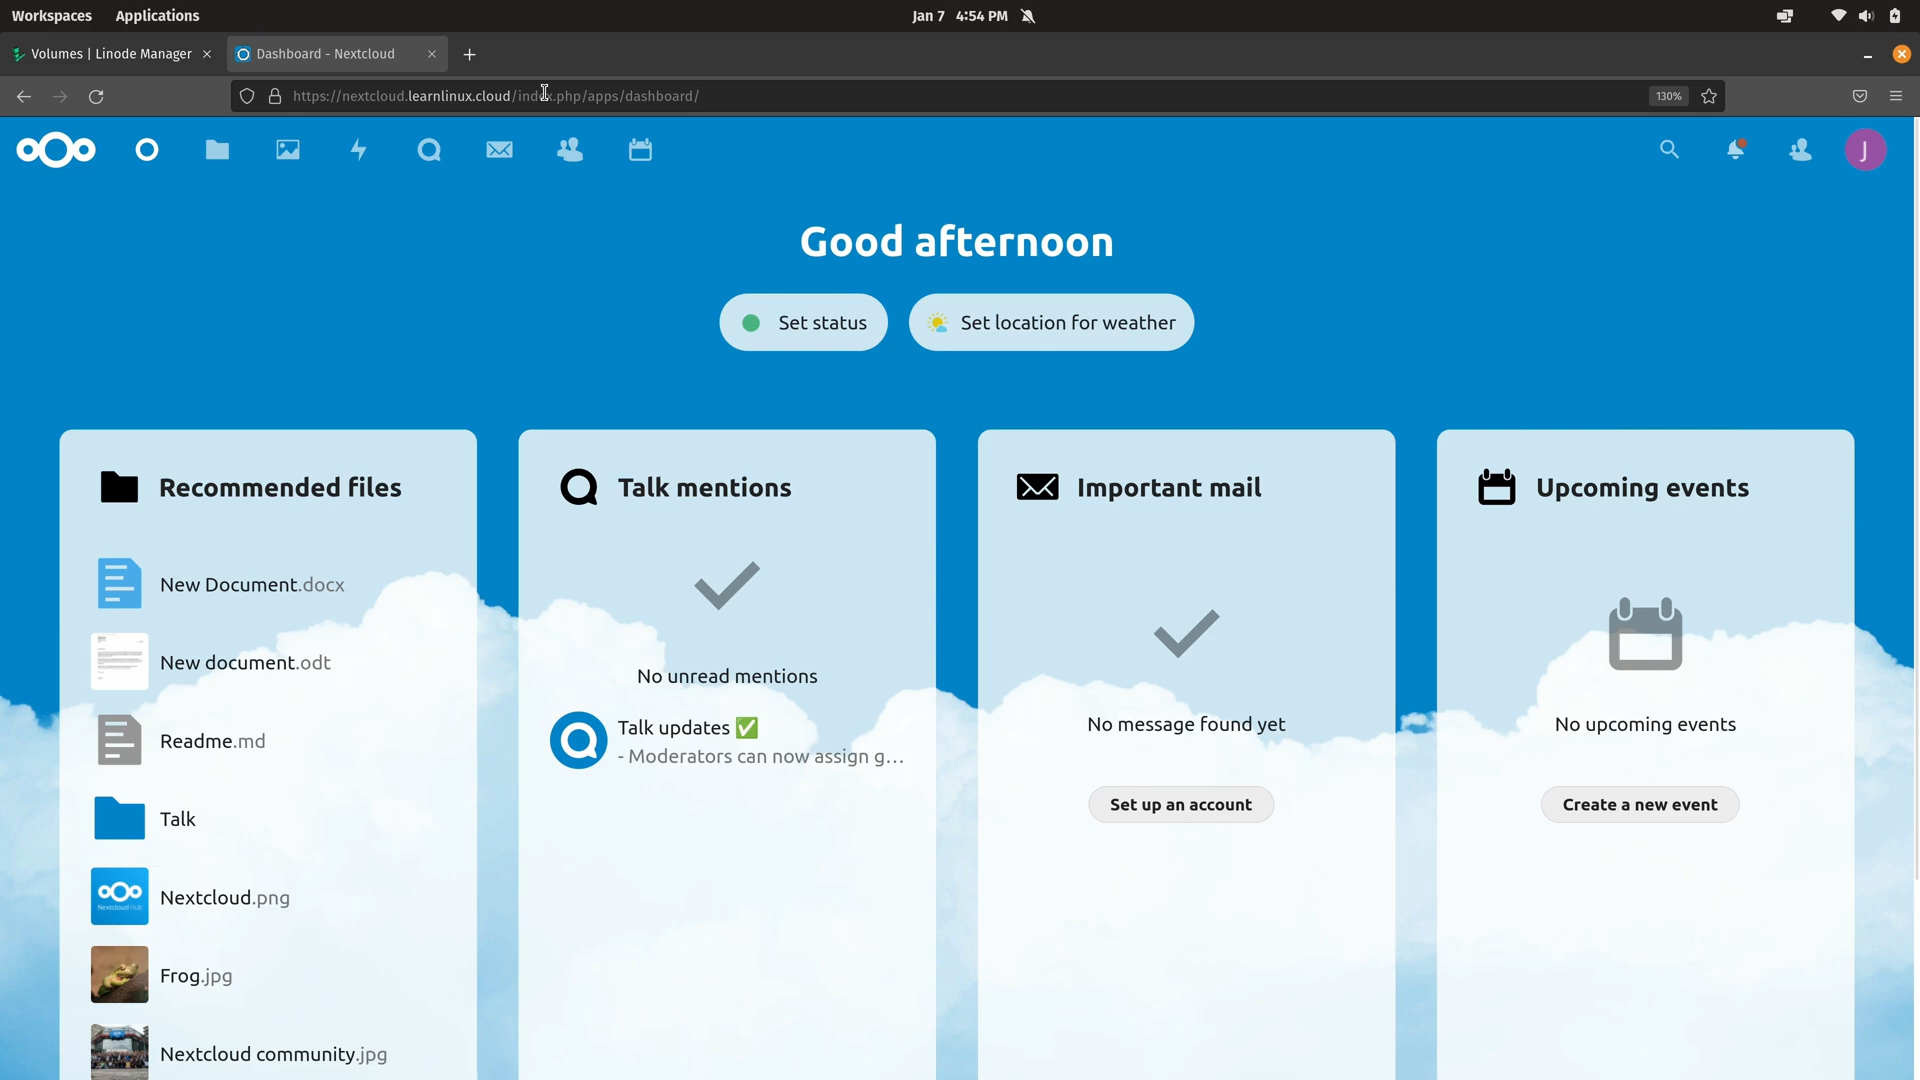 Workspaces Applications Jan 7 4:54 PM
Volumes | Linode Manager Dashboard - Nextcloud
https://nextcloud.learnlinux.cloud/index.php/apps/dashboard/ 130%
J
Good afternoon
Set status Set location for weather
Recommended files
New Document.docx
New document.odt
Readme.md
Talk
Nextcloud.png
Frog.jpg
Nextcloud community.jpg
Talk mentions
No unread mentions
Talk updates ✅
- Moderators can now assign g…
Important mail
No message found yet
Set up an account
Upcoming events
No upcoming events
Create a new event
Nextcloud Hub